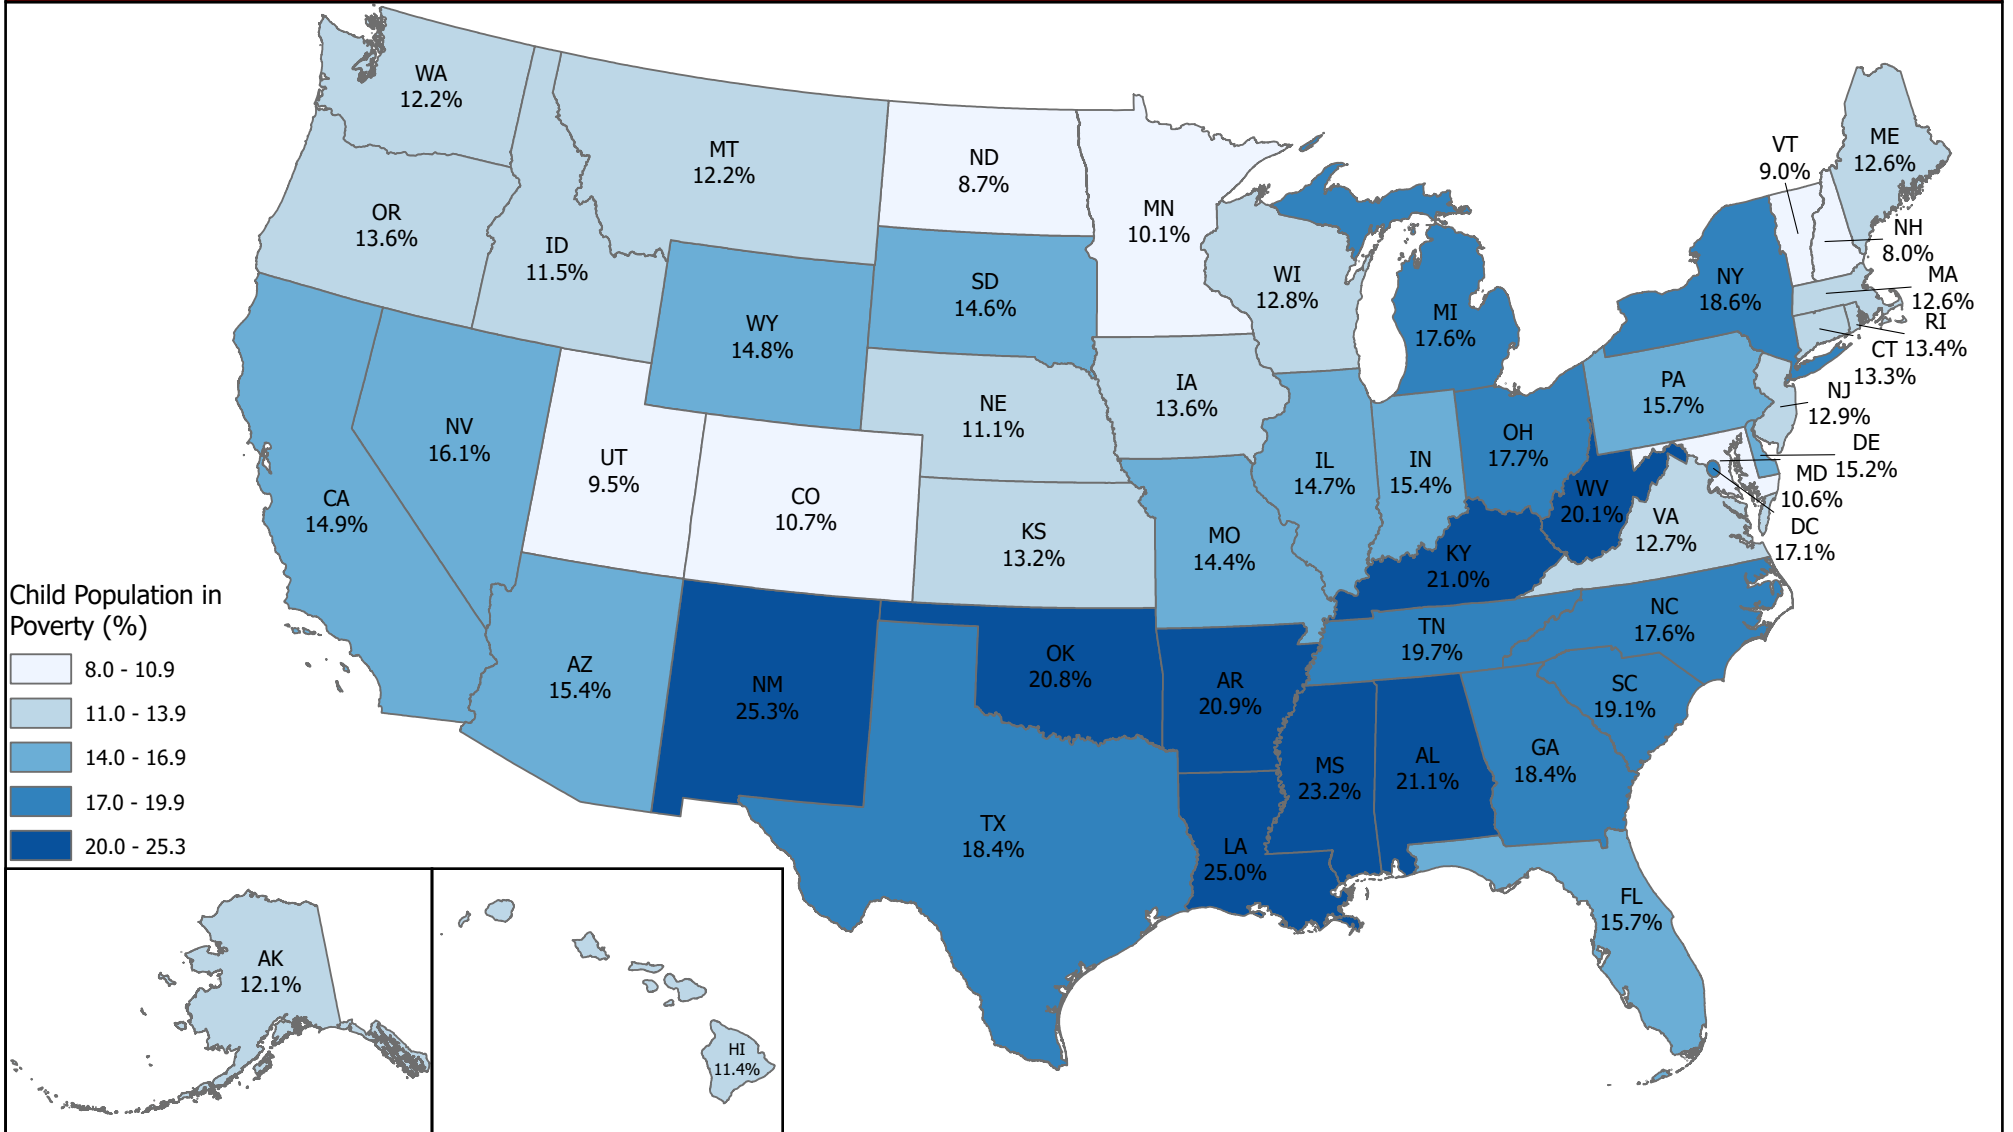 WA
12.2%
OR
13.6%
ID
11.5%
MT
12.2%
ND
8.7%
MN
10.1%
SD
14.6%
WY
14.8%
WI
12.8%
MI
17.6%
NY
18.6%
VT
9.0%
ME
12.6%
NH
8.0%
MA
12.6%
RI
13.4%
CT
13.3%
NJ
12.9%
PA
15.7%
DE
15.2%
MD
10.6%
DC
17.1%
NE
11.1%
IA
13.6%
NV
16.1%
UT
9.5%
CO
10.7%
CA
14.9%
KS
13.2%
MO
14.4%
IL
14.7%
IN
15.4%
OH
17.7%
WV
20.1%
VA
12.7%
KY
21.0%
TN
19.7%
NC
17.6%
SC
19.1%
AZ
15.4%
NM
25.3%
OK
20.8%
AR
20.9%
MS
23.2%
AL
21.1%
GA
18.4%
TX
18.4%
LA
25.0%
FL
15.7%
Child Population in
Poverty (%)
8.0 - 10.9
11.0 - 13.9
14.0 - 16.9
17.0 - 19.9
20.0 - 25.3
AK
12.1%
HI
11.4%